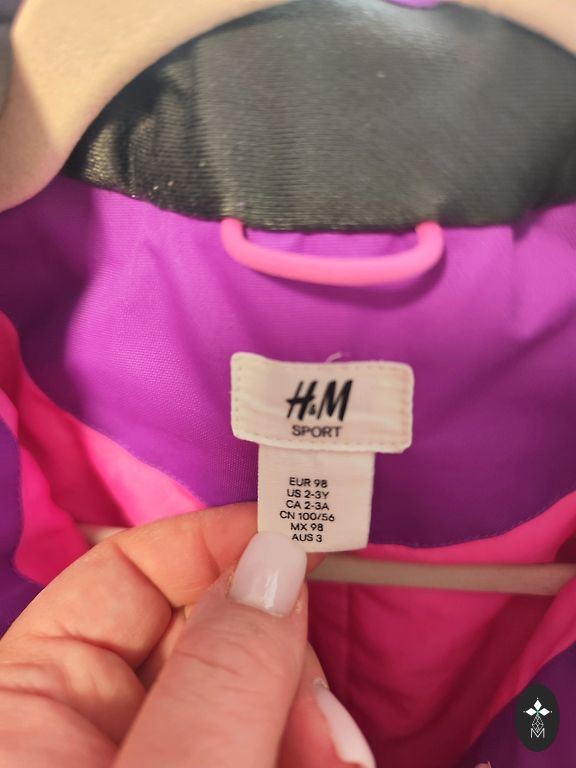 H&M
SPORT
EUR 98
US 2-3Y
CA 2-3A
CN 100/56
MX 98
AUS 3
M